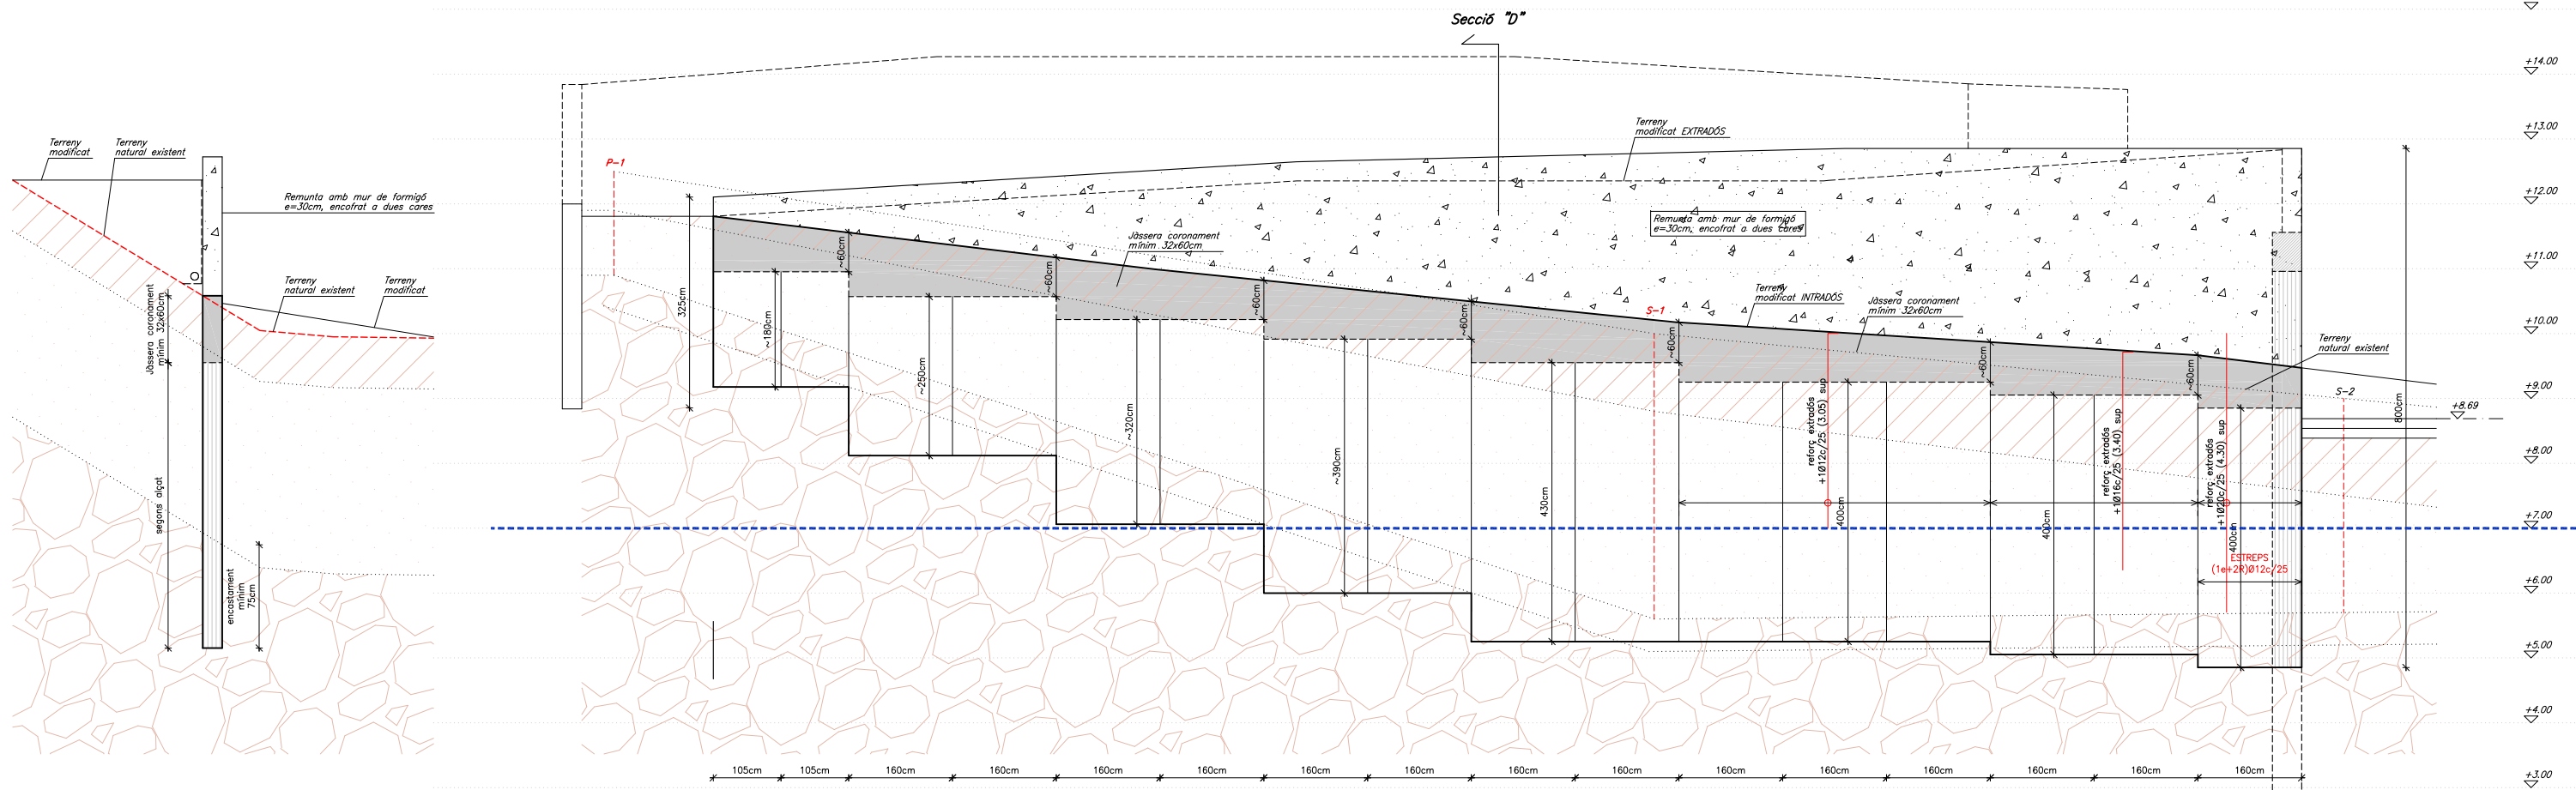 Secció "D"
+14.00
+13.00
+12.00
+11.00
+10.00
+9.00
+8.69
+8.00
+7.00
+6.00
+5.00
+4.00
+3.00
Terreny
modificat
Terreny
natural existent
Remunta amb mur de formigó
e=30cm, encofrat a dues cares
Terreny
natural existent
Terreny
modificat
Jàssera coronament
mínim 32x60cm
segons alçat
encastament
mínim
75cm
P-1
325cm
~180cm
~60cm
~250cm
~60cm
Jàssera coronament
mínim 32x60cm
~320cm
~60cm
~390cm
~60cm
430cm
Terreny
modificat EXTRADÓS
Remunta amb mur de formigó
e=30cm, encofrat a dues cares
S-1
~60cm
Terreny
modificat INTRADÓS
Jàssera coronament
mínim 32x60cm
reforç extradós
+1Ø12c/25 (3.05) sup
400cm
~60cm
400cm
reforç extradós
+1Ø16c/25 (3.40) sup
~60cm
reforç extradós
+1Ø20c/25 (4.30) sup
400cm
ESTREPS
(1e+2R)Ø12c/25
Terreny
natural existent
S-2
800cm
105cm 105cm 160cm 160cm 160cm 160cm 160cm 160cm 160cm 160cm 160cm 160cm 160cm 160cm 160cm 160cm